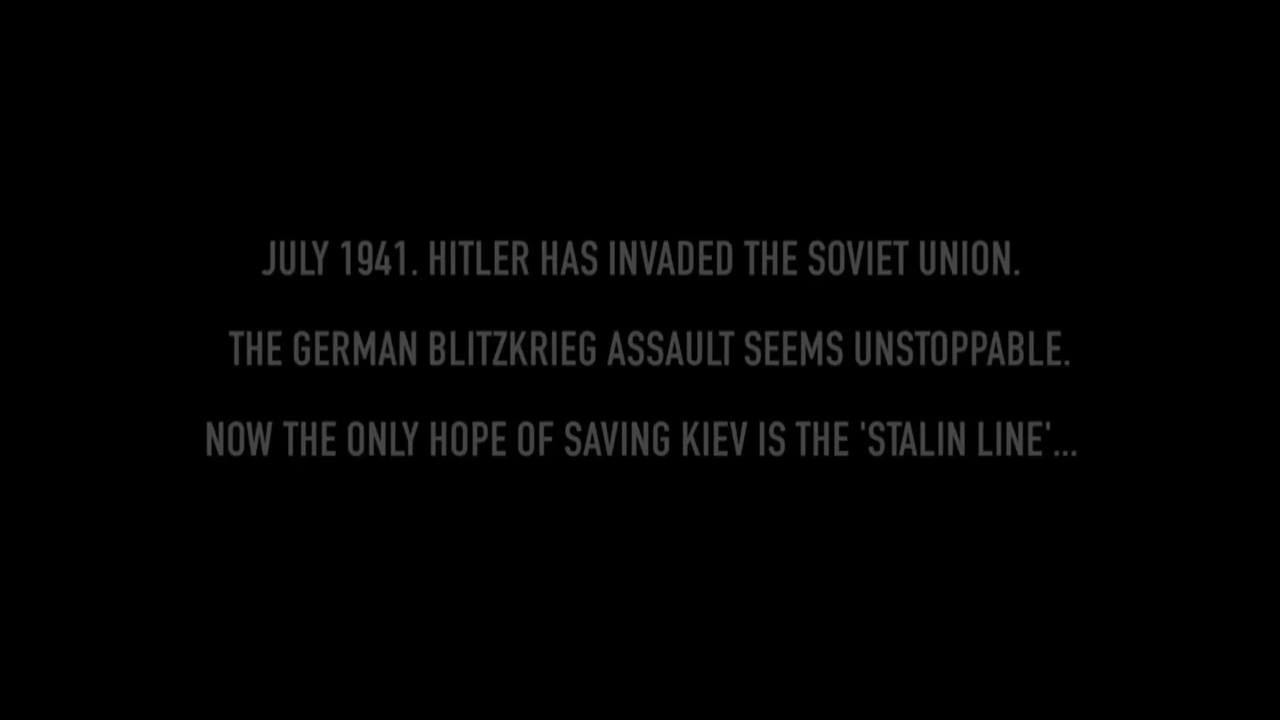 JULY 1941. HITLER HAS INVADED THE SOVIET UNION.
THE GERMAN BLITZKRIEG ASSAULT SEEMS UNSTOPPABLE.
NOW THE ONLY HOPE OF SAVING KIEV IS THE 'STALIN LINE'...